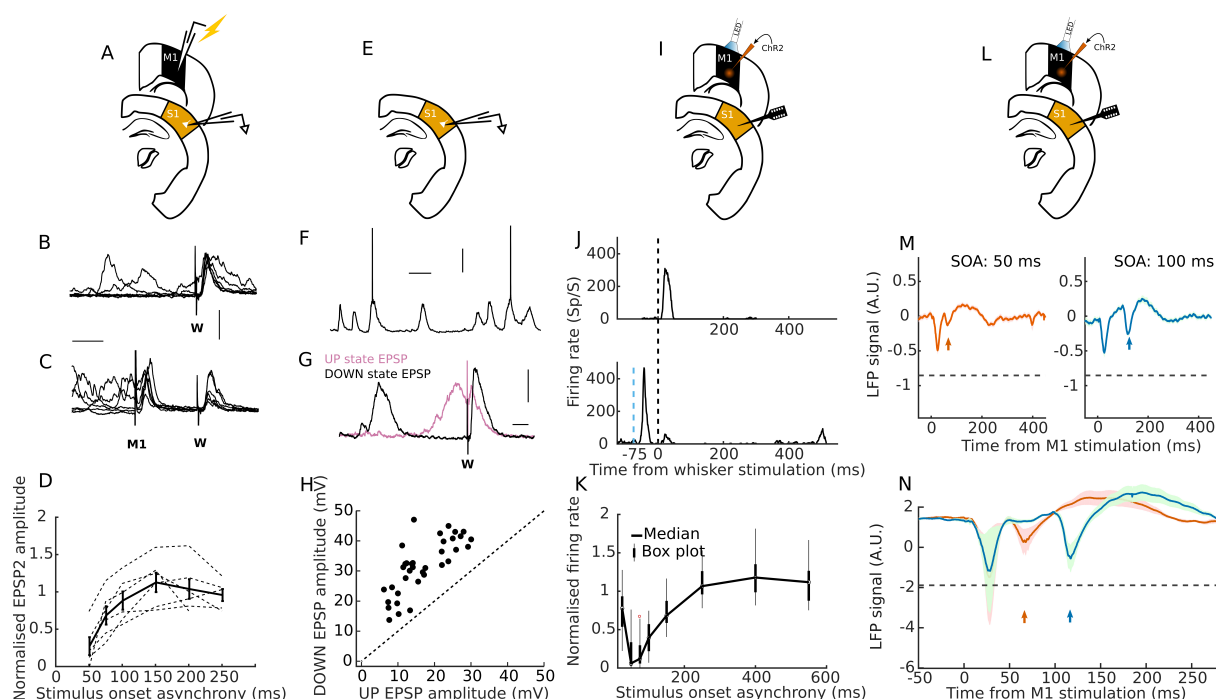 A
M1
S1
E
S1
I
LED
ChR2
M1
S1
L
LED
ChR2
M1
S1
B
W
C
M1
W
F
G
UP state EPSP
DOWN state EPSP
W
J
Firing rate (Sp/S)
400
200
0
0
200
400
400
200
0
-75
0
200
400
Time from whisker stimulation (ms)
M
SOA: 50 ms
SOA: 100 ms
LFP signal (A.U.)
0.5
0
-0.5
-1
0
200
400
0.5
0
-0.5
-1
0
200
400
Time from M1 stimulation (ms)
D
Normalised EPSP2 amplitude
2
1.5
1
0.5
0
0
50
100
150
200
250
Stimulus onset asynchrony (ms)
H
DOWN EPSP amplitude (mV)
50
40
30
20
10
0
0
10
20
30
40
50
UP EPSP amplitude (mV)
K
Normalised firing rate
Median
Box plot
2
1.5
1
0.5
0
200
400
600
Stimulus onset asynchrony (ms)
N
LFP signal (A.U.)
2
0
-2
-4
-6
-50
0
50
100
150
200
250
Time from M1 stimulation (ms)